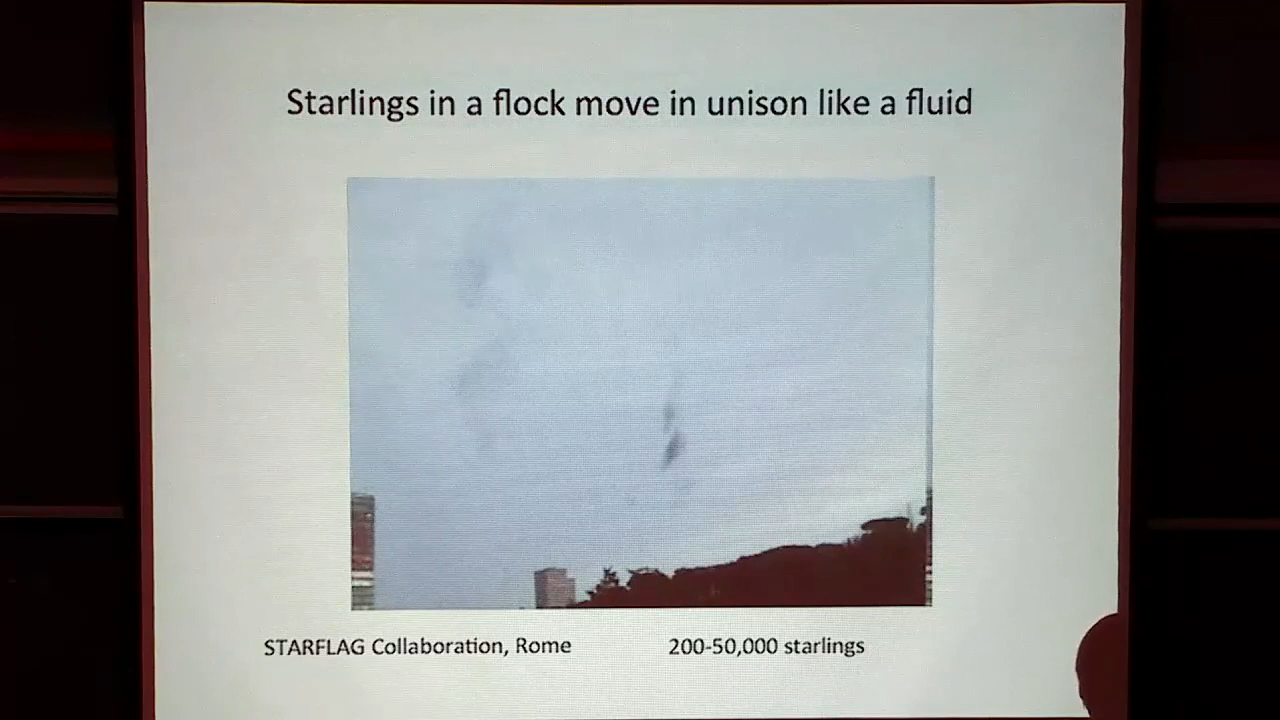 Starlings in a flock move in unison like a fluid
STARFLAG Collaboration, Rome
200-50,000 starlings